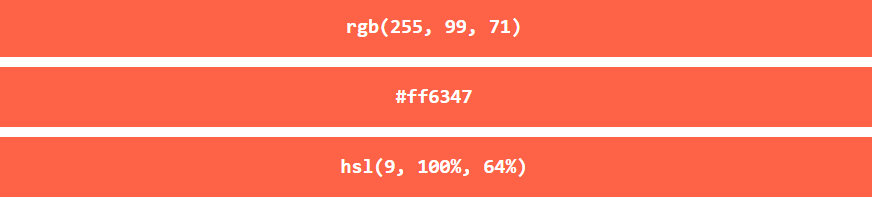 rgb(255, 99, 71)
#ff6347
hsl(9, 100%, 64%)